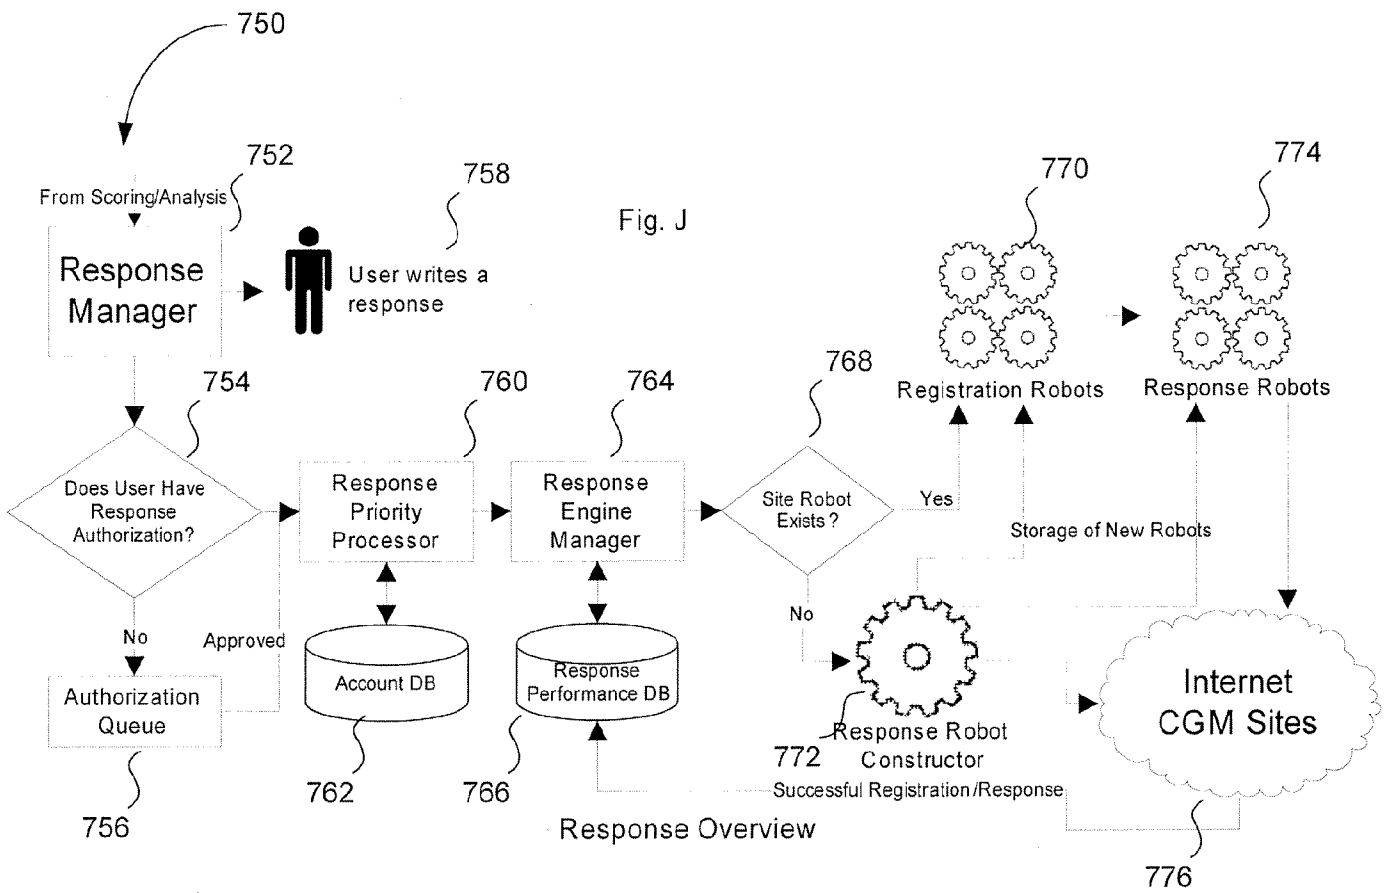 750
752
From Scoring/Analysis
Response
Manager
758
User writes a
response
Fig. J
770
774
Registration Robots
Response Robots
754
Does User Have
Response
Authorization?
760
Response
Priority
Processor
764
Response
Engine
Manager
768
Site Robot
Exists?
Yes
Storage of New Robots
No
Approved
No
Authorization
Queue
756
Account DB
762
Response
Performance DB
766
772
Response Robot
Constructor
Internet
CGM Sites
Successful Registration/Response
776
Response Overview